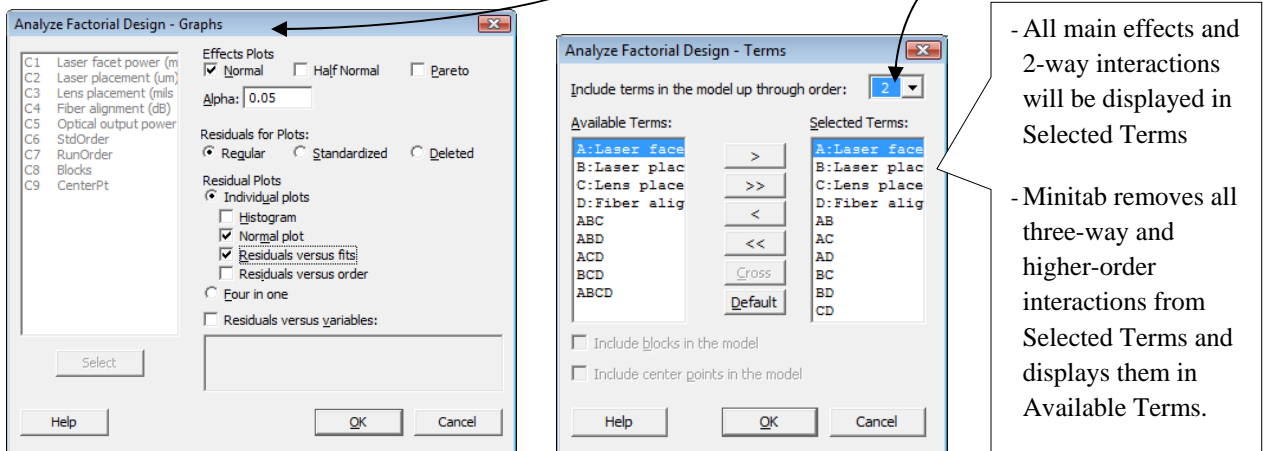 Analyze Factorial Design - Graphs
C1 Laser facet power (m
C2 Laser placement (um)
C3 Lens placement (mils
C4 Fiber alignment (dB)
C5 Optical output power
C6 StdOrder
C7 RunOrder
C8 Blocks
C9 CenterPt
Effects Plots
Normal Half Normal Pareto
Alpha: 0.05
Residuals for Plots:
Regular Standardized Deleted
Residual Plots
Individual plots
Histogram
Normal plot
Residuals versus fits
Residuals versus order
Four in one
Residuals versus variables:
Select
Help OK Cancel
Analyze Factorial Design - Terms
Include terms in the model up through order: 2
Available Terms:
A:Laser face
B:Laser plac
C:Lens place
D:Fiber alig
ABC
ABD
ACD
BCD
ABCD
>
>>
<
<<
Cross
Default
Selected Terms:
A:Laser face
B:Laser plac
C:Lens place
D:Fiber alig
AB
AC
AD
BC
BD
CD
Include blocks in the model
Include center points in the model
Help OK Cancel
- All main effects and
2-way interactions
will be displayed in
Selected Terms
- Minitab removes all
three-way and
higher-order
interactions from
Selected Terms and
displays them in
Available Terms.